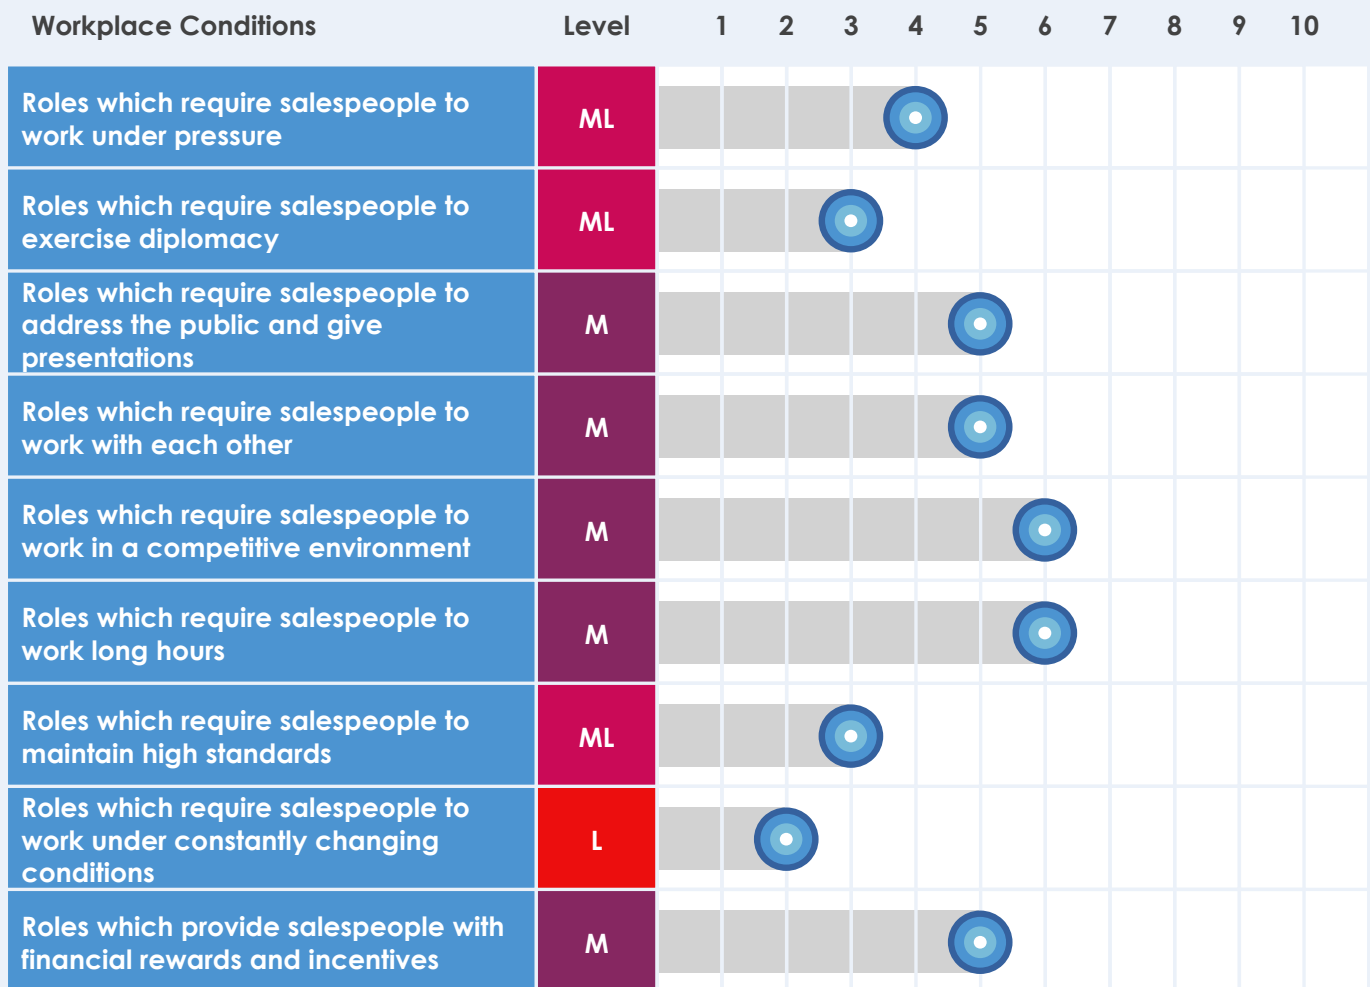 Workplace Conditions Level 1 2 3 4 5 6 7 8 9 10
Roles which require salespeople to
work under pressure
ML
Roles which require salespeople to
exercise diplomacy
ML
Roles which require salespeople to
address the public and give
presentations
M
Roles which require salespeople to
work with each other
M
Roles which require salespeople to
work in a competitive environment
M
Roles which require salespeople to
work long hours
M
Roles which require salespeople to
maintain high standards
ML
Roles which require salespeople to
work under constantly changing
conditions
L
Roles which provide salespeople with
financial rewards and incentives
M